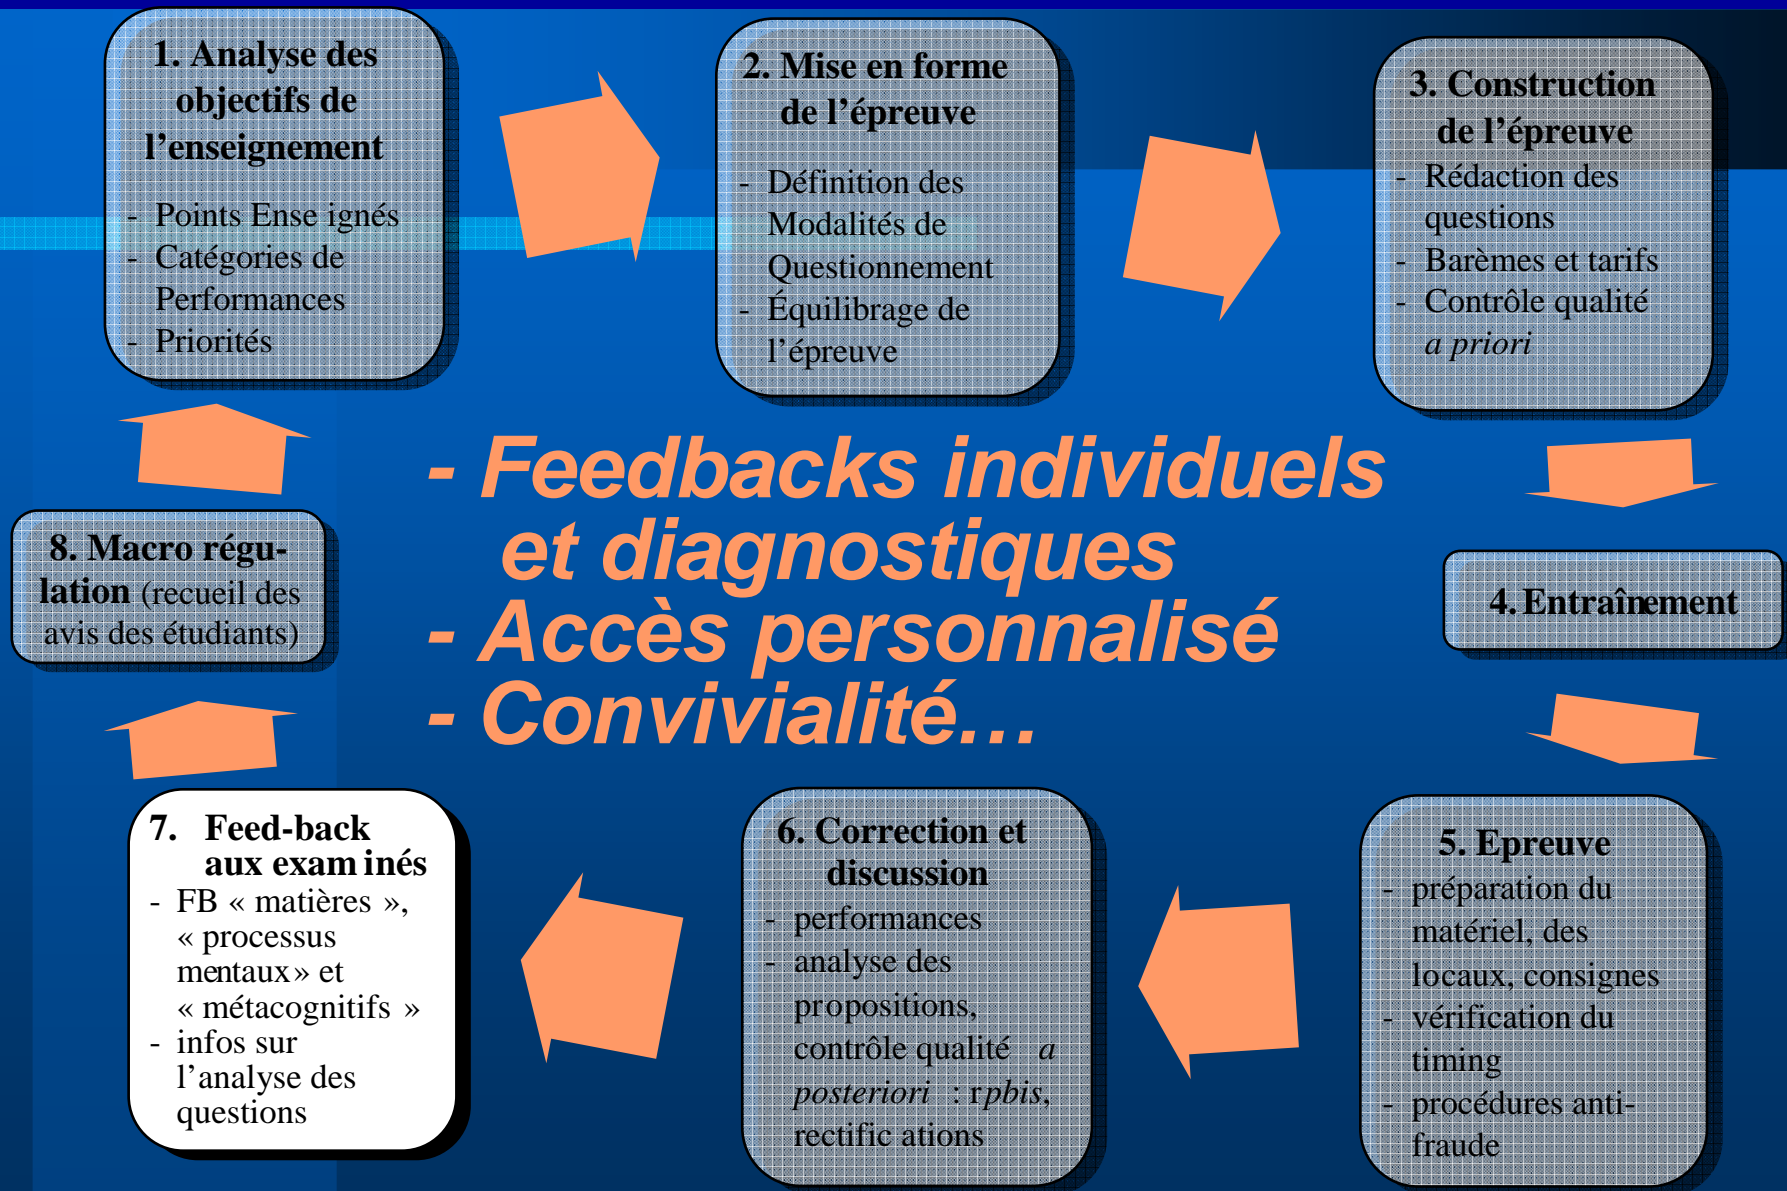 1. Analyse des
objectifs de
l’enseignement
- Points Ense ignés
- Catégories de
Performances
- Priorités
2. Mise en forme
de l’épreuve
- Définition des
Modalités de
Questionnement
- Équilibrage de
l’épreuve
3. Construction
de l’épreuve
- Rédaction des
questions
- Barèmes et tarifs
- Contrôle qualité
a priori
- Feedbacks individuels
et diagnostiques
- Accès personnalisé
- Convivialité…
4. Entraînement
5. Epreuve
- préparation du
matériel, des
locaux, consignes
- vérification du
timing
- procédures anti-
fraude
6. Correction et
discussion
- performances
- analyse des
propositions,
contrôle qualité a
posteriori : rpbis,
rectific ations
7. Feed-back
aux exam inés
- FB « matières »,
« processus
mentaux» et
« métacognitifs »
- infos sur
l’analyse des
questions
8. Macro régu-
lation (recueil des
avis des étudiants)